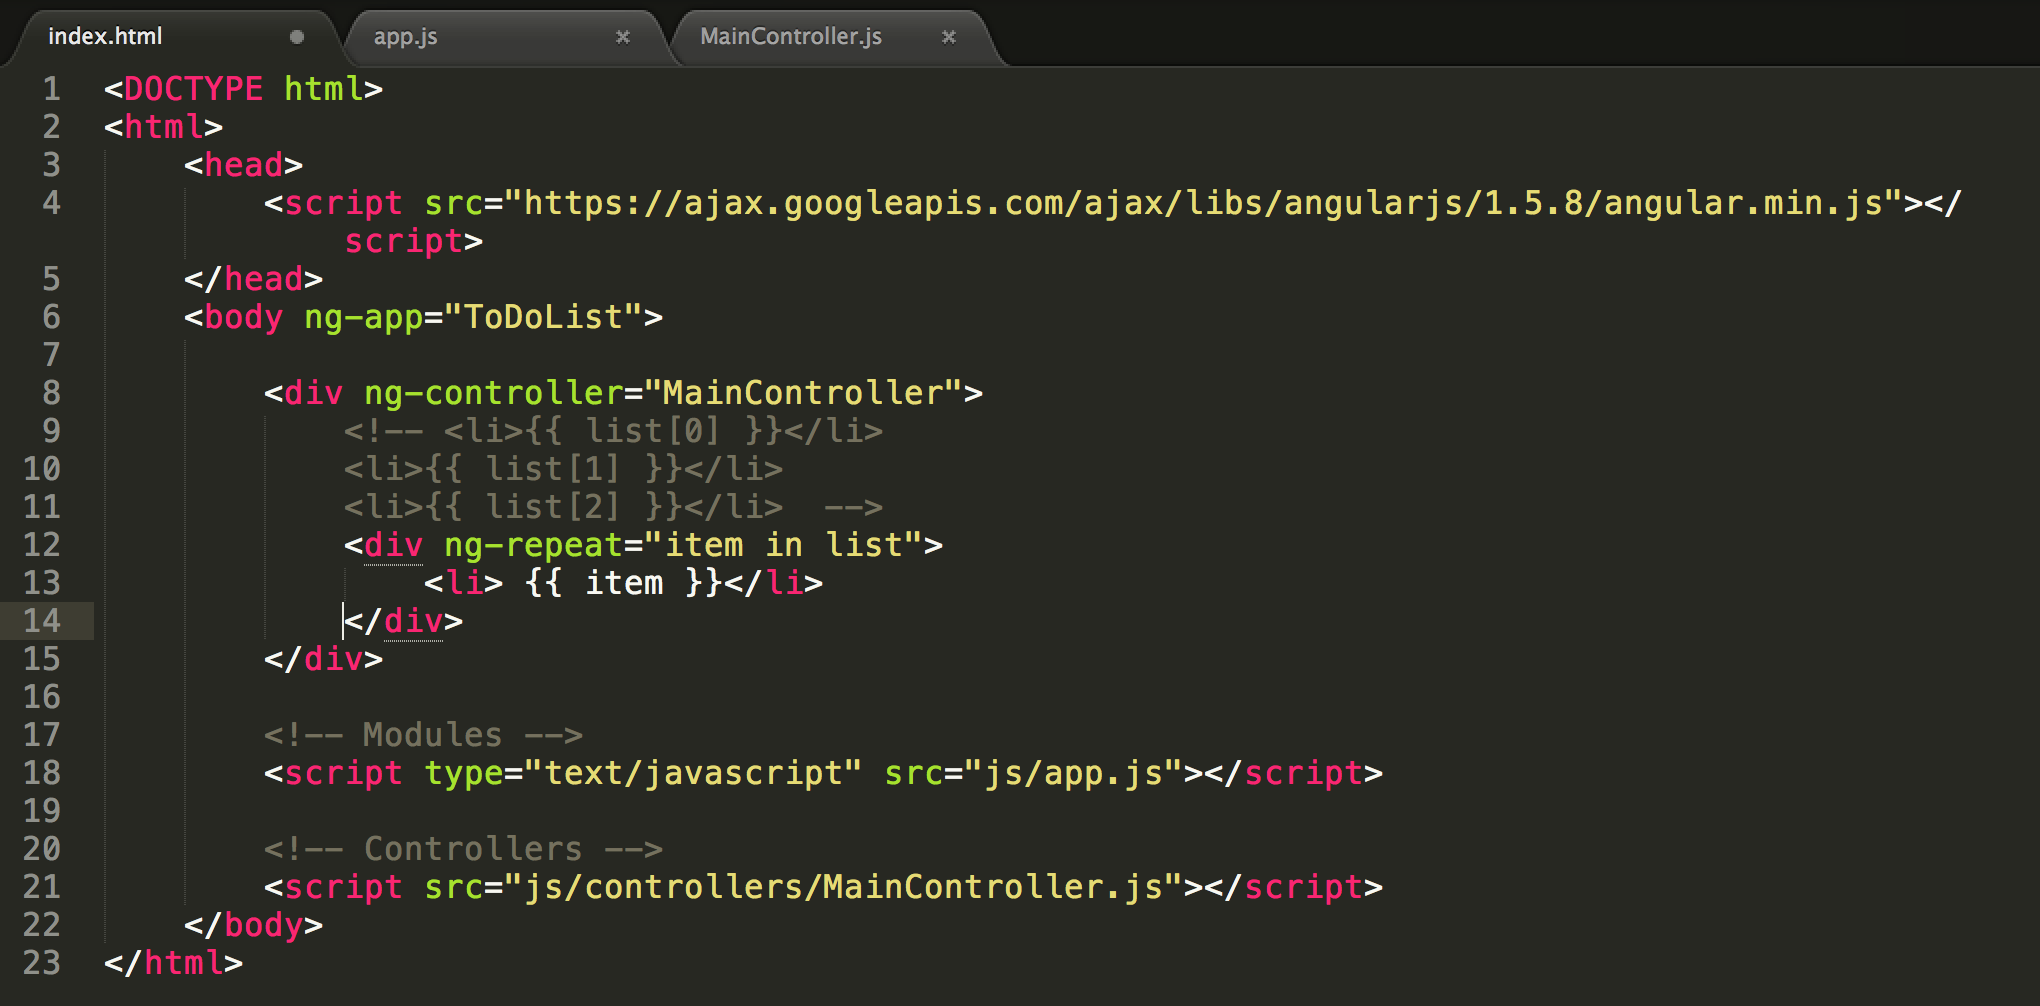 index.html app.js × MainController.js ×
1 <DOCTYPE html>
2 <html>
3 <head>
4 <script src="https://ajax.googleapis.com/ajax/libs/angularjs/1.5.8/angular.min.js"></
script>
5 </head>
6 <body ng-app="ToDoList">
7
8 <div ng-controller="MainController">
9 <!-- <li>{{ list[0] }}</li>
10 <li>{{ list[1] }}</li>
11 <li>{{ list[2] }}</li>  -->
12 <div ng-repeat="item in list">
13 <li> {{ item }}</li>
14 </div>
15 </div>
16
17 <!-- Modules -->
18 <script type="text/javascript" src="js/app.js"></script>
19
20 <!-- Controllers -->
21 <script src="js/controllers/MainController.js"></script>
22 </body>
23 </html>